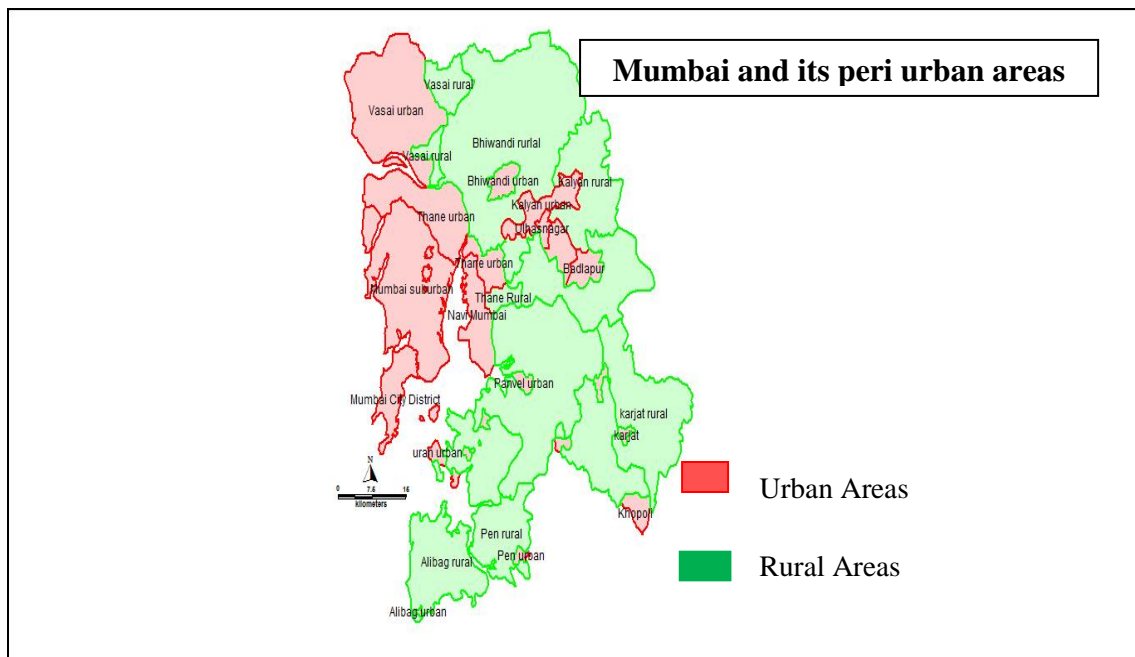 Mumbai and its peri urban areas
Vasai rural
Vasai urban
Bhiwandi rurlal
Vasai rural
Bhiwandi urban
Kalyan rural
Kalyan urban
Thane urban
Ulhasnagar
Thane urban
Badlapur
Mumbai suburban
Thane Rural
Navi Mumbai
Panvel urban
Mumbai City District
karjat rural
karjat
uran urban
N
0 7.6 16
kilometers
Urban Areas
Khopoli
Pen rural
Pen urban
Alibag rural
Rural Areas
Alibag urban